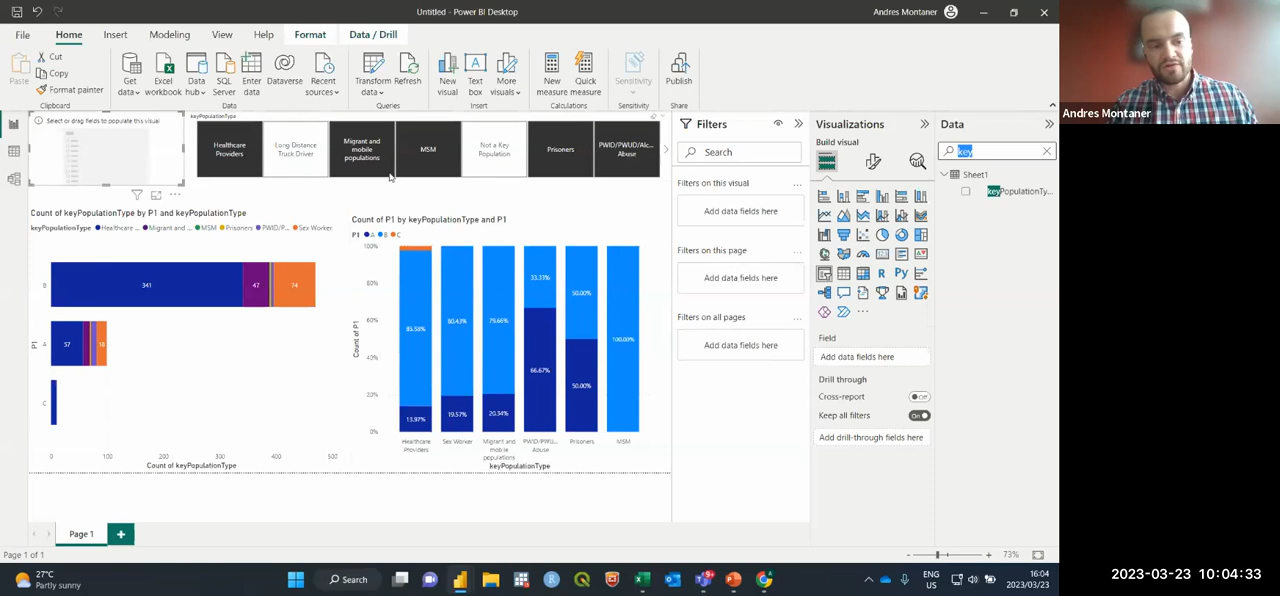 Untitled - Power BI Desktop
Andres Montaner
File Home Insert Modeling View Help Format Data / Drill
Paste
Cut
Copy
Format painter
Get data
Excel workbook
Data hub
SQL Server
Enter data
Dataverse
Recent sources
Transform data
Refresh
New visual
Text box
More visuals
New measure
Quick measure
Sensitivity
Publish
Clipboard
Data
Queries
Insert
Calculations
Sensitivity
Share
Select or drag fields to populate this visual
keyPopulationType
Healthcare Providers
Long Distance Truck Driver
Migrant and mobile populations
MSM
Not a Key Population
Prisoners
PWID/PWUD/Alc... Abuse
Count of keyPopulationType by P1 and keyPopulationType
keyPopulationType Healthcare ... Migrant and ... MSM Prisoners PWID/P... Sex Worker
P1
B
341
47
74
A
57
18
C
0 100 200 300 400 500
Count of keyPopulationType
Count of P1 by keyPopulationType and P1
P1 A B C
Count of P1
100%
80%
60%
40%
20%
0%
85.58%
13.97%
80.43%
19.57%
79.66%
20.34%
33.33%
66.67%
50.00%
50.00%
100.00%
Healthcare Providers
Sex Worker
Migrant and mobile populations
PWID/PWU... Abuse
Prisoners
MSM
keyPopulationType
Filters
Search
Filters on this visual
Add data fields here
Filters on this page
Add data fields here
Filters on all pages
Add data fields here
Visualizations
Build visual
R Py
Field
Add data fields here
Drill through
Cross-report
Off
Keep all filters
On
Add drill-through fields here
Data
key
Sheet1
keyPopulationTy...
Page 1
Page 1 of 1
73%
27°C
Partly sunny
Search
ENG
US
16:04
2023/03/23
Andres Montaner
2023-03-23 10:04:33